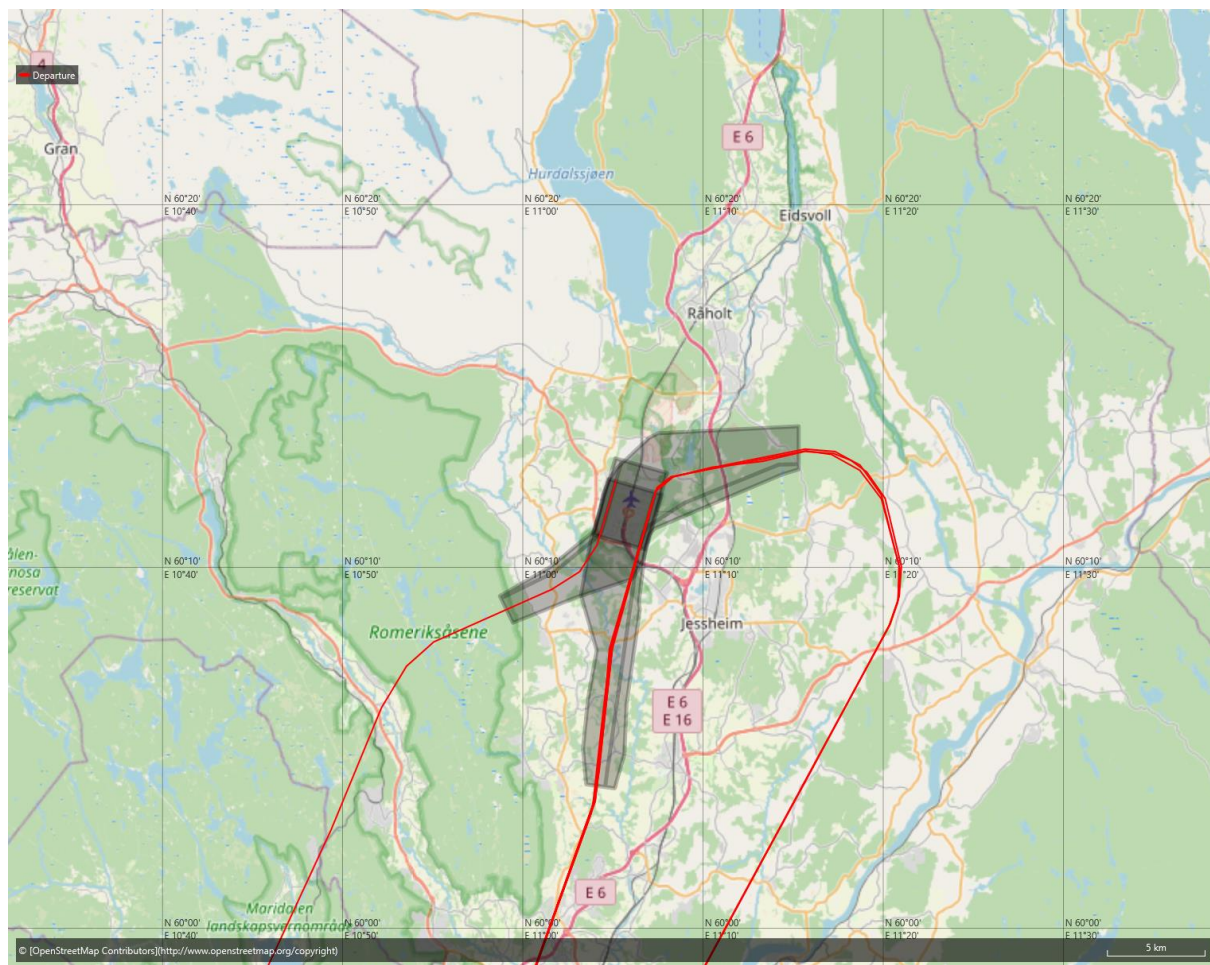 4
Departure
Gran
E 6
Hurdalssjøen
N 60°20'
E 10°40'
N 60°20'
E 10°50'
N 60°20'
E 11°00'
N 60°20'
E 11°10'
N 60°20'
E 11°20'
N 60°20'
E 11°30'
Eidsvoll
Råholt
ålen-
nosa
reservat
N 60°10'
E 10°40'
N 60°10'
E 10°50'
N 60°10'
E 11°00'
N 60°10'
E 11°10'
N 60°10'
E 11°20'
N 60°10'
E 11°30'
Romeriksåsene
Jessheim
E 6
E 16
E 6
Maridalen
landskapsvernområde
N 60°00'
E 10°40'
N 60°00'
E 10°50'
N 60°00'
E 11°00'
N 60°00'
E 11°10'
N 60°00'
E 11°20'
N 60°00'
E 11°30'
© [OpenStreetMap Contributors](http://www.openstreetmap.org/copyright)
5 km